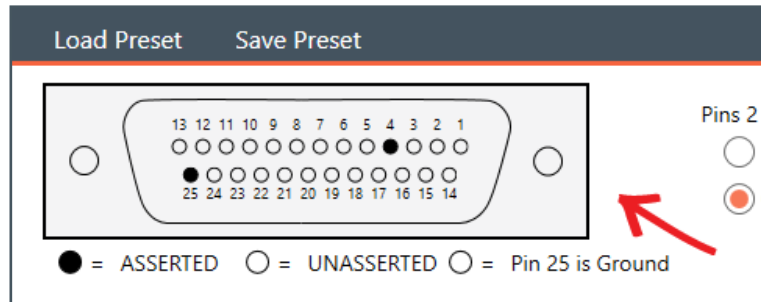 Load Preset Save Preset
13 12 11 10 9 8 7 6 5 4 3 2 1
25 24 23 22 21 20 19 18 17 16 15 14
Pins 2
= ASSERTED = UNASSERTED = Pin 25 is Ground